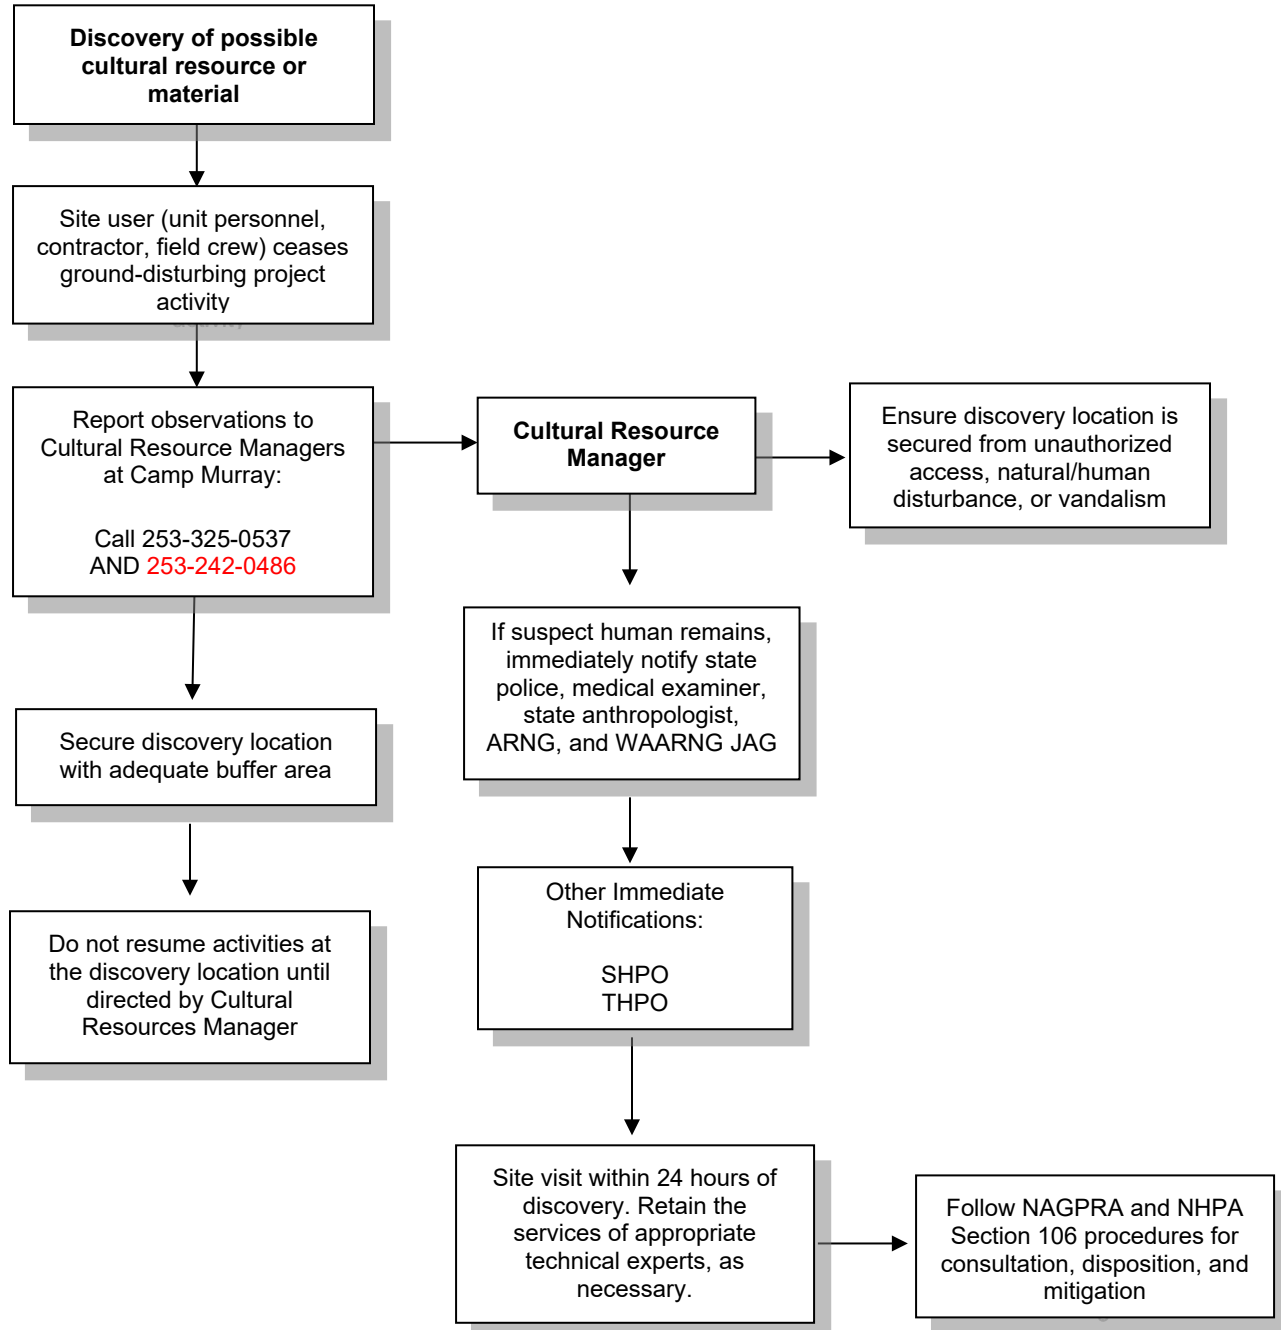 Discovery of possible
cultural resource or
material
Site user (unit personnel,
contractor, field crew) ceases
ground-disturbing project
activity
Report observations to
Cultural Resource Managers
at Camp Murray:
Call 253-325-0537
AND 253-242-0486
Secure discovery location
with adequate buffer area
Do not resume activities at
the discovery location until
directed by Cultural
Resources Manager
Cultural Resource
Manager
Ensure discovery location is
secured from unauthorized
access, natural/human
disturbance, or vandalism
If suspect human remains,
immediately notify state
police, medical examiner,
state anthropologist,
ARNG, and WAARNG JAG
Other Immediate
Notifications:
SHPO
THPO
Site visit within 24 hours of
discovery. Retain the
services of appropriate
technical experts, as
necessary.
Follow NAGPRA and NHPA
Section 106 procedures for
consultation, disposition, and
mitigation